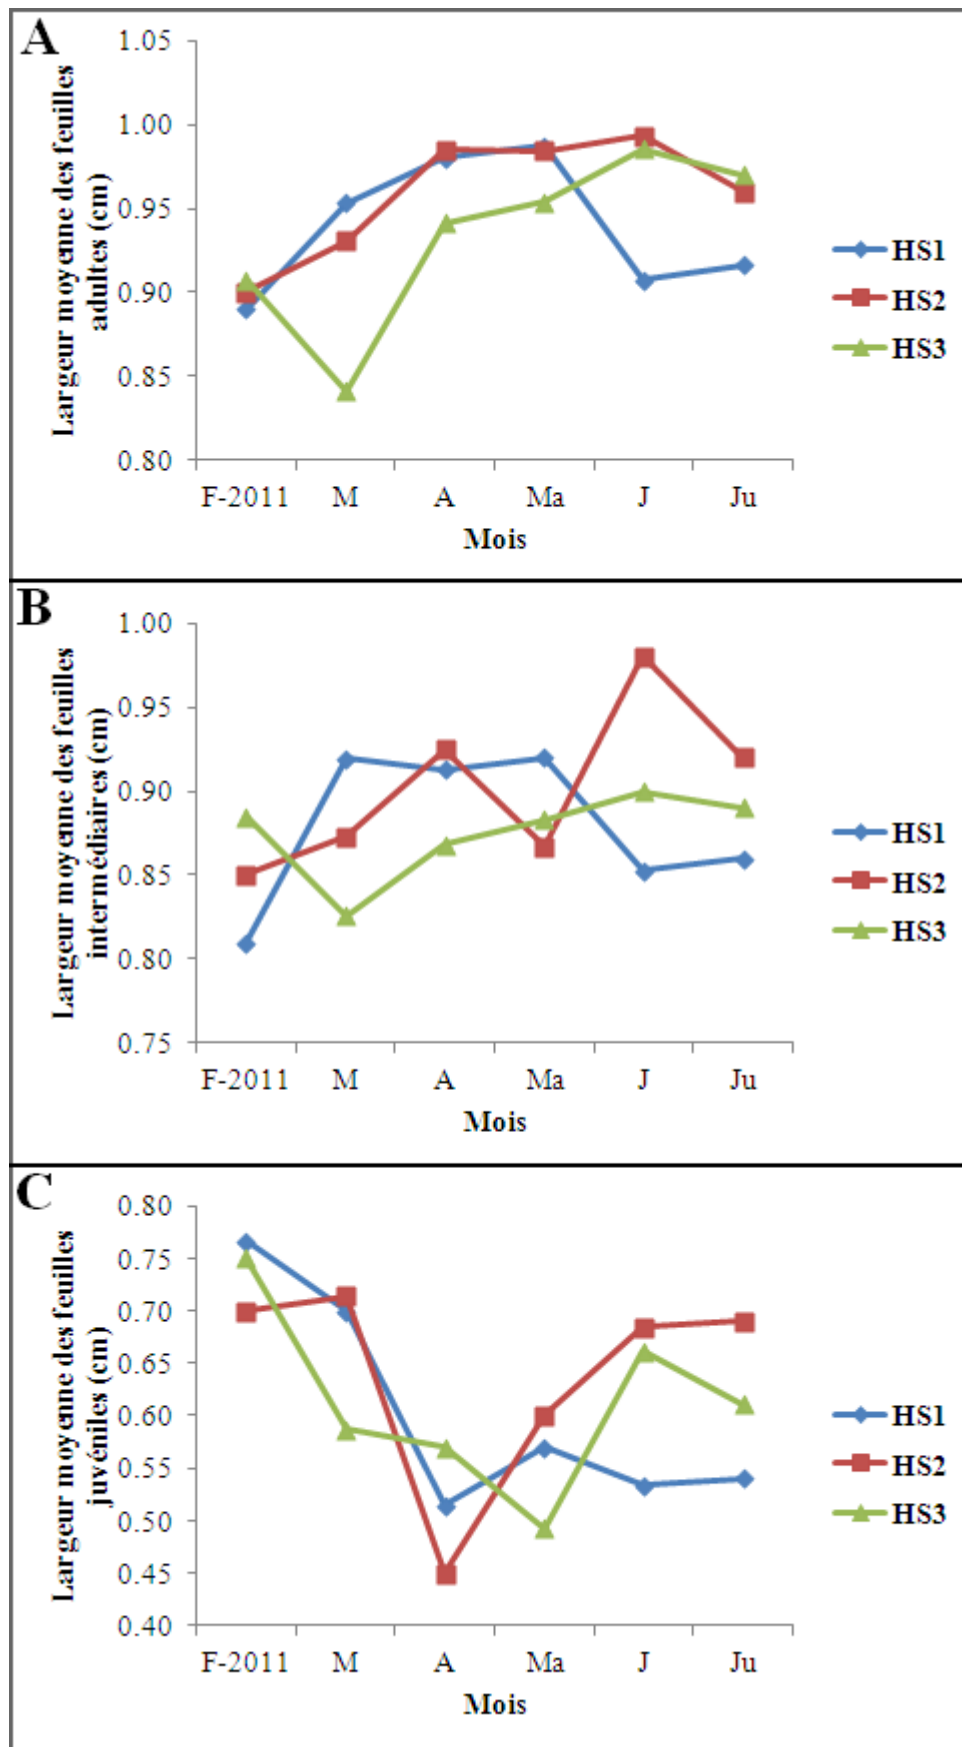 A
Largeur moyenne des feuilles
adultes (cm)
1.05
1.00
0.95
0.90
0.85
0.80
F-2011 M A Ma J Ju
Mois
HS1
HS2
HS3
B
Largeur moyenne des feuilles
intermédiaires (cm)
1.00
0.95
0.90
0.85
0.80
0.75
F-2011 M A Ma J Ju
Mois
HS1
HS2
HS3
C
Largeur moyenne des feuilles
juvéniles (cm)
0.80
0.75
0.70
0.65
0.60
0.55
0.50
0.45
0.40
F-2011 M A Ma J Ju
Mois
HS1
HS2
HS3